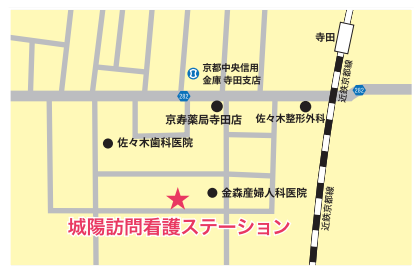 寺田
京都中央信用
金庫 寺田支店
近鉄京都線
282
282
京寿薬局寺田店
佐々木整形外科
佐々木歯科医院
金森産婦人科医院
近鉄京都線
城陽訪問看護ステーション